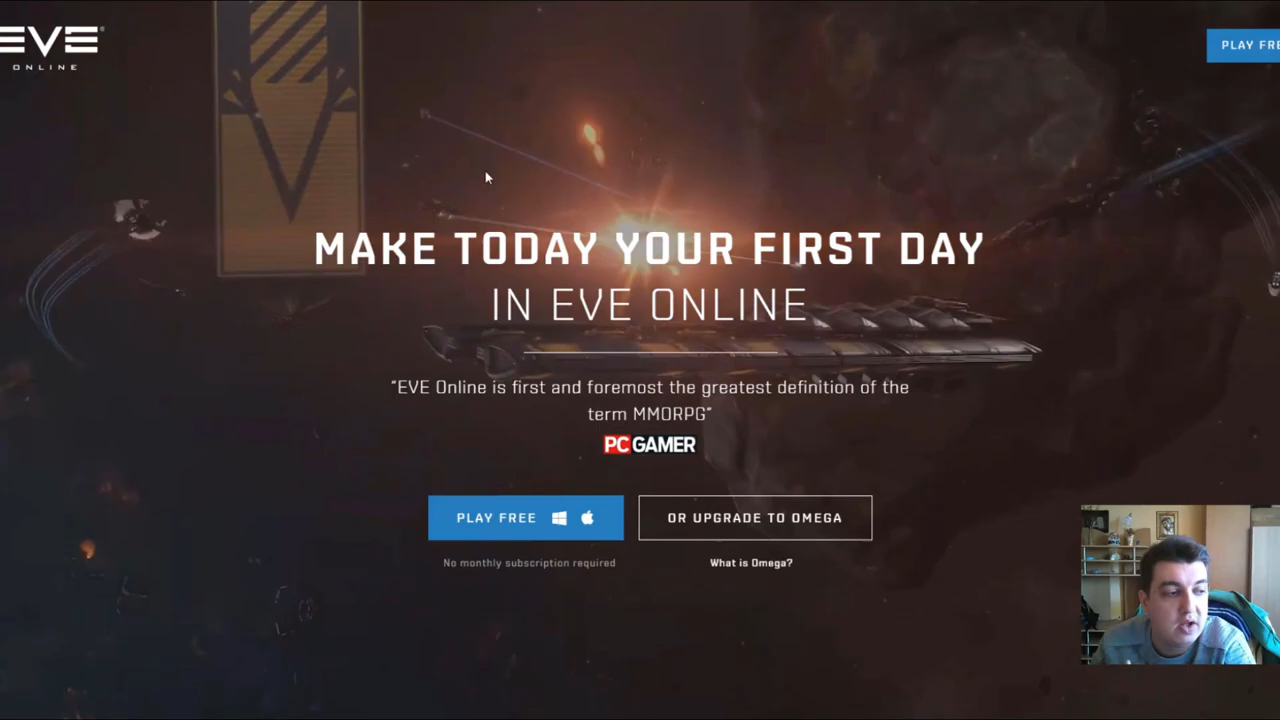 EVE
ONLINE
PLAY FRE
MAKE TODAY YOUR FIRST DAY
IN EVE ONLINE
"EVE Online is first and foremost the greatest definition of the
term MMORPG"
PC GAMER
PLAY FREE
OR UPGRADE TO OMEGA
No monthly subscription required
What is Omega?